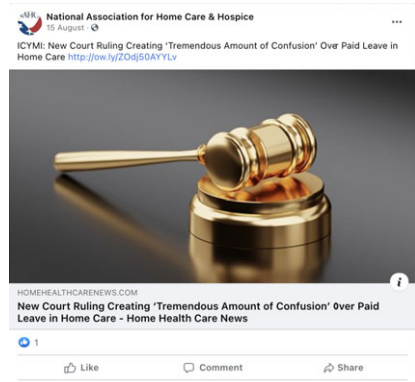 NAHC
National Association for Home Care & Hospice
15 August ·
ICYMI: New Court Ruling Creating ‘Tremendous Amount of Confusion’ Over Paid Leave in
Home Care http://ow.ly/ZOdj50AYYLv
i
HOMEHEALTHCARENEWS.COM
New Court Ruling Creating ‘Tremendous Amount of Confusion’ Over Paid
Leave in Home Care - Home Health Care News
1
Like Comment Share